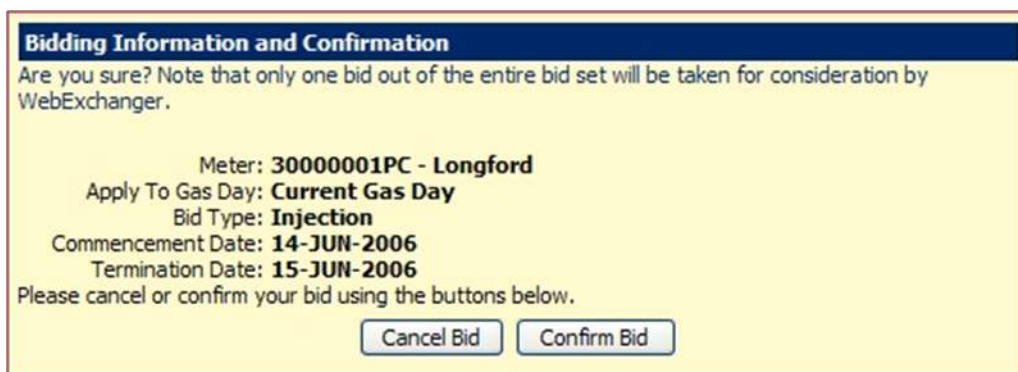 Bidding Information and Confirmation
Are you sure? Note that only one bid out of the entire bid set will be taken for consideration by
WebExchanger.
Meter: 30000001PC - Longford
Apply To Gas Day: Current Gas Day
Bid Type: Injection
Commencement Date: 14-JUN-2006
Termination Date: 15-JUN-2006
Please cancel or confirm your bid using the buttons below.
Cancel Bid Confirm Bid